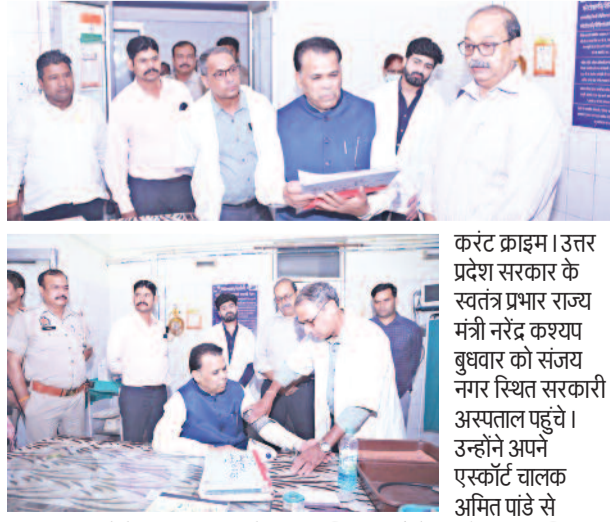 करंट क्राइम। उत्तर
प्रदेश सरकार के
स्वतंत्र प्रभार राज्य
मंत्री नरेंद्र कश्यप
बुधवार को संजय
नगर स्थित सरकारी
अस्पताल पहुंचे।
उन्होंने अपने
एस्कॉर्ट चालक
अमित पांडे से